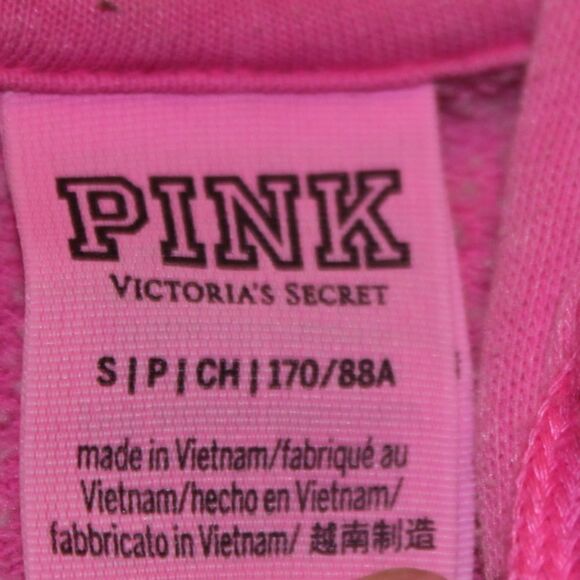 PINK
VICTORIA'S SECRET
S | P | CH | 170/88A
made in Vietnam/fabriqué au
Vietnam/hecho en Vietnam/
fabbricato in Vietnam/ 越南制造